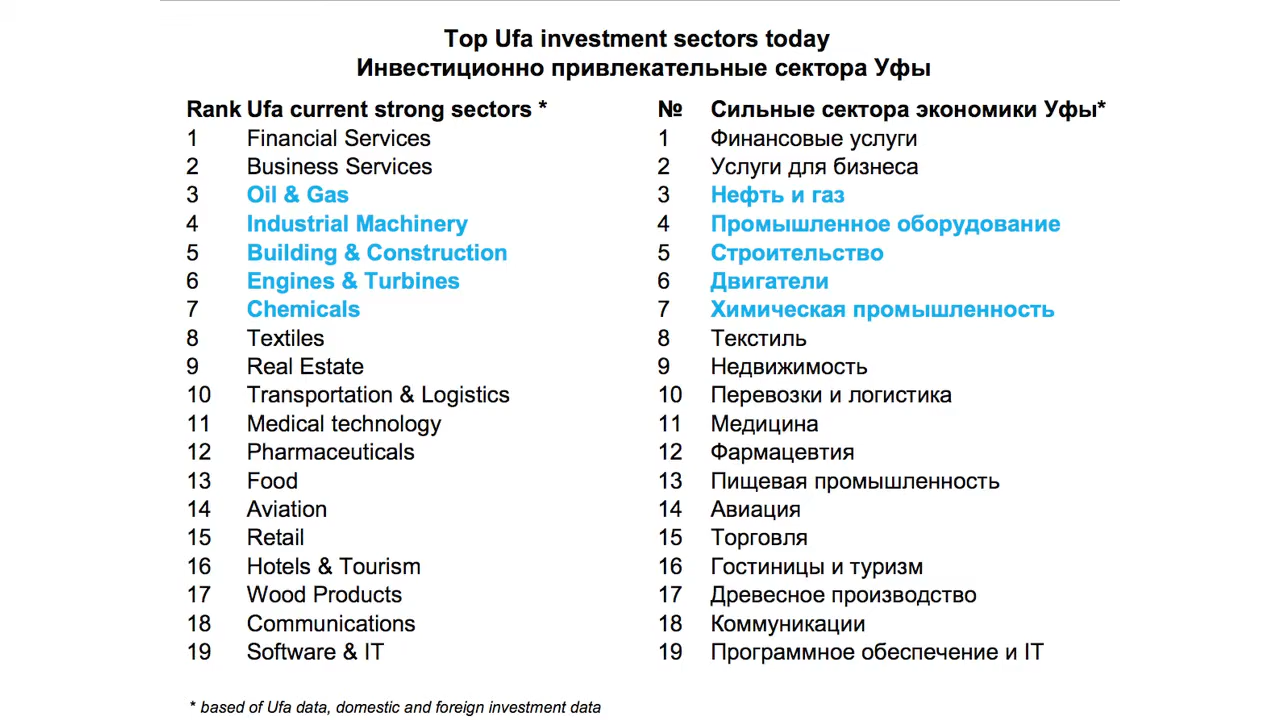 Top Ufa investment sectors today
Инвестиционно привлекательные сектора Уфы
Rank Ufa current strong sectors *
1 Financial Services
2 Business Services
3 Oil & Gas
4 Industrial Machinery
5 Building & Construction
6 Engines & Turbines
7 Chemicals
8 Textiles
9 Real Estate
10 Transportation & Logistics
11 Medical technology
12 Pharmaceuticals
13 Food
14 Aviation
15 Retail
16 Hotels & Tourism
17 Wood Products
18 Communications
19 Software & IT
№ Сильные сектора экономики Уфы*
1 Финансовые услуги
2 Услуги для бизнеса
3 Нефть и газ
4 Промышленное оборудование
5 Строительство
6 Двигатели
7 Химическая промышленность
8 Текстиль
9 Недвижимость
10 Перевозки и логистика
11 Медицина
12 Фармацевтия
13 Пищевая промышленность
14 Авиация
15 Торговля
16 Гостиницы и туризм
17 Древесное производство
18 Коммуникации
19 Программное обеспечение и IT
* based of Ufa data, domestic and foreign investment data